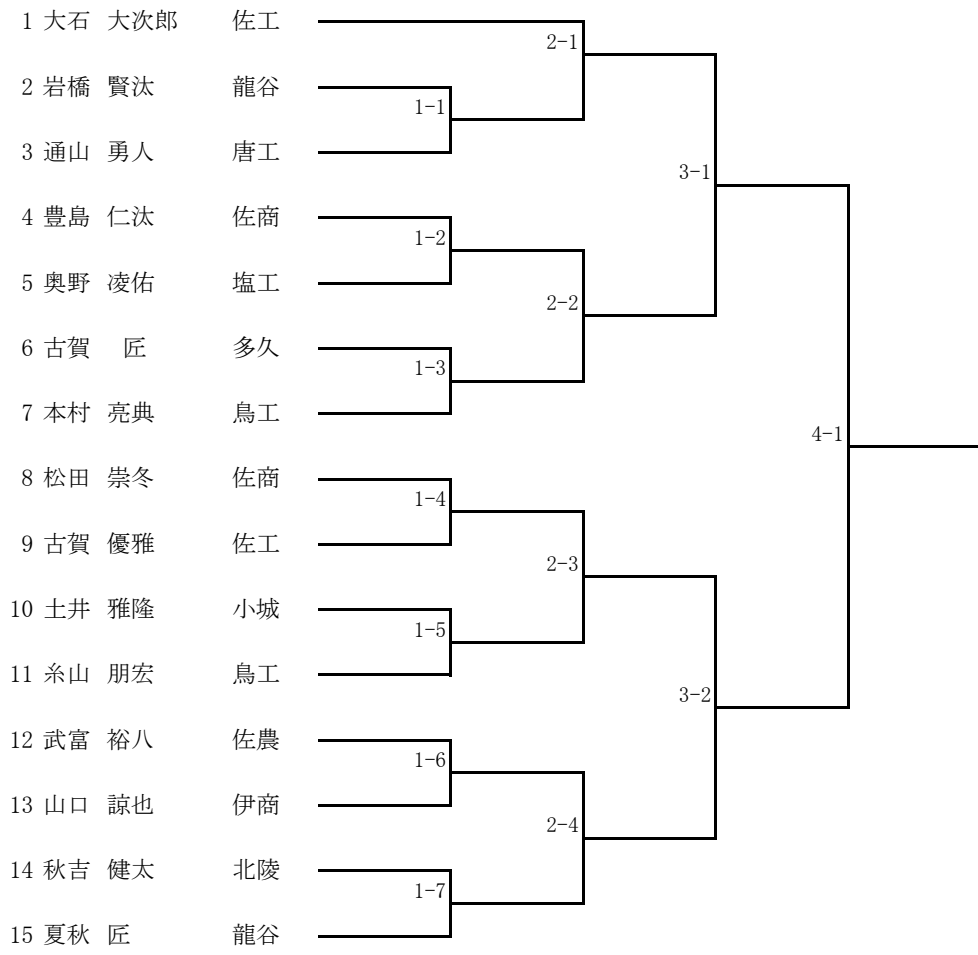 1 大石 大次郎 佐工
2-1
2 岩橋 賢汰 龍谷
1-1
3 通山 勇人 唐工
3-1
4 豊島 仁汰 佐商
1-2
5 奥野 凌佑 塩工
2-2
6 古賀 匠 多久
1-3
7 本村 亮典 鳥工
4-1
8 松田 崇冬 佐商
1-4
9 古賀 優雅 佐工
2-3
10 土井 雅隆 小城
1-5
11 糸山 朋宏 鳥工
3-2
12 武富 裕八 佐農
1-6
13 山口 諒也 伊商
2-4
14 秋吉 健太 北陵
1-7
15 夏秋 匠 龍谷